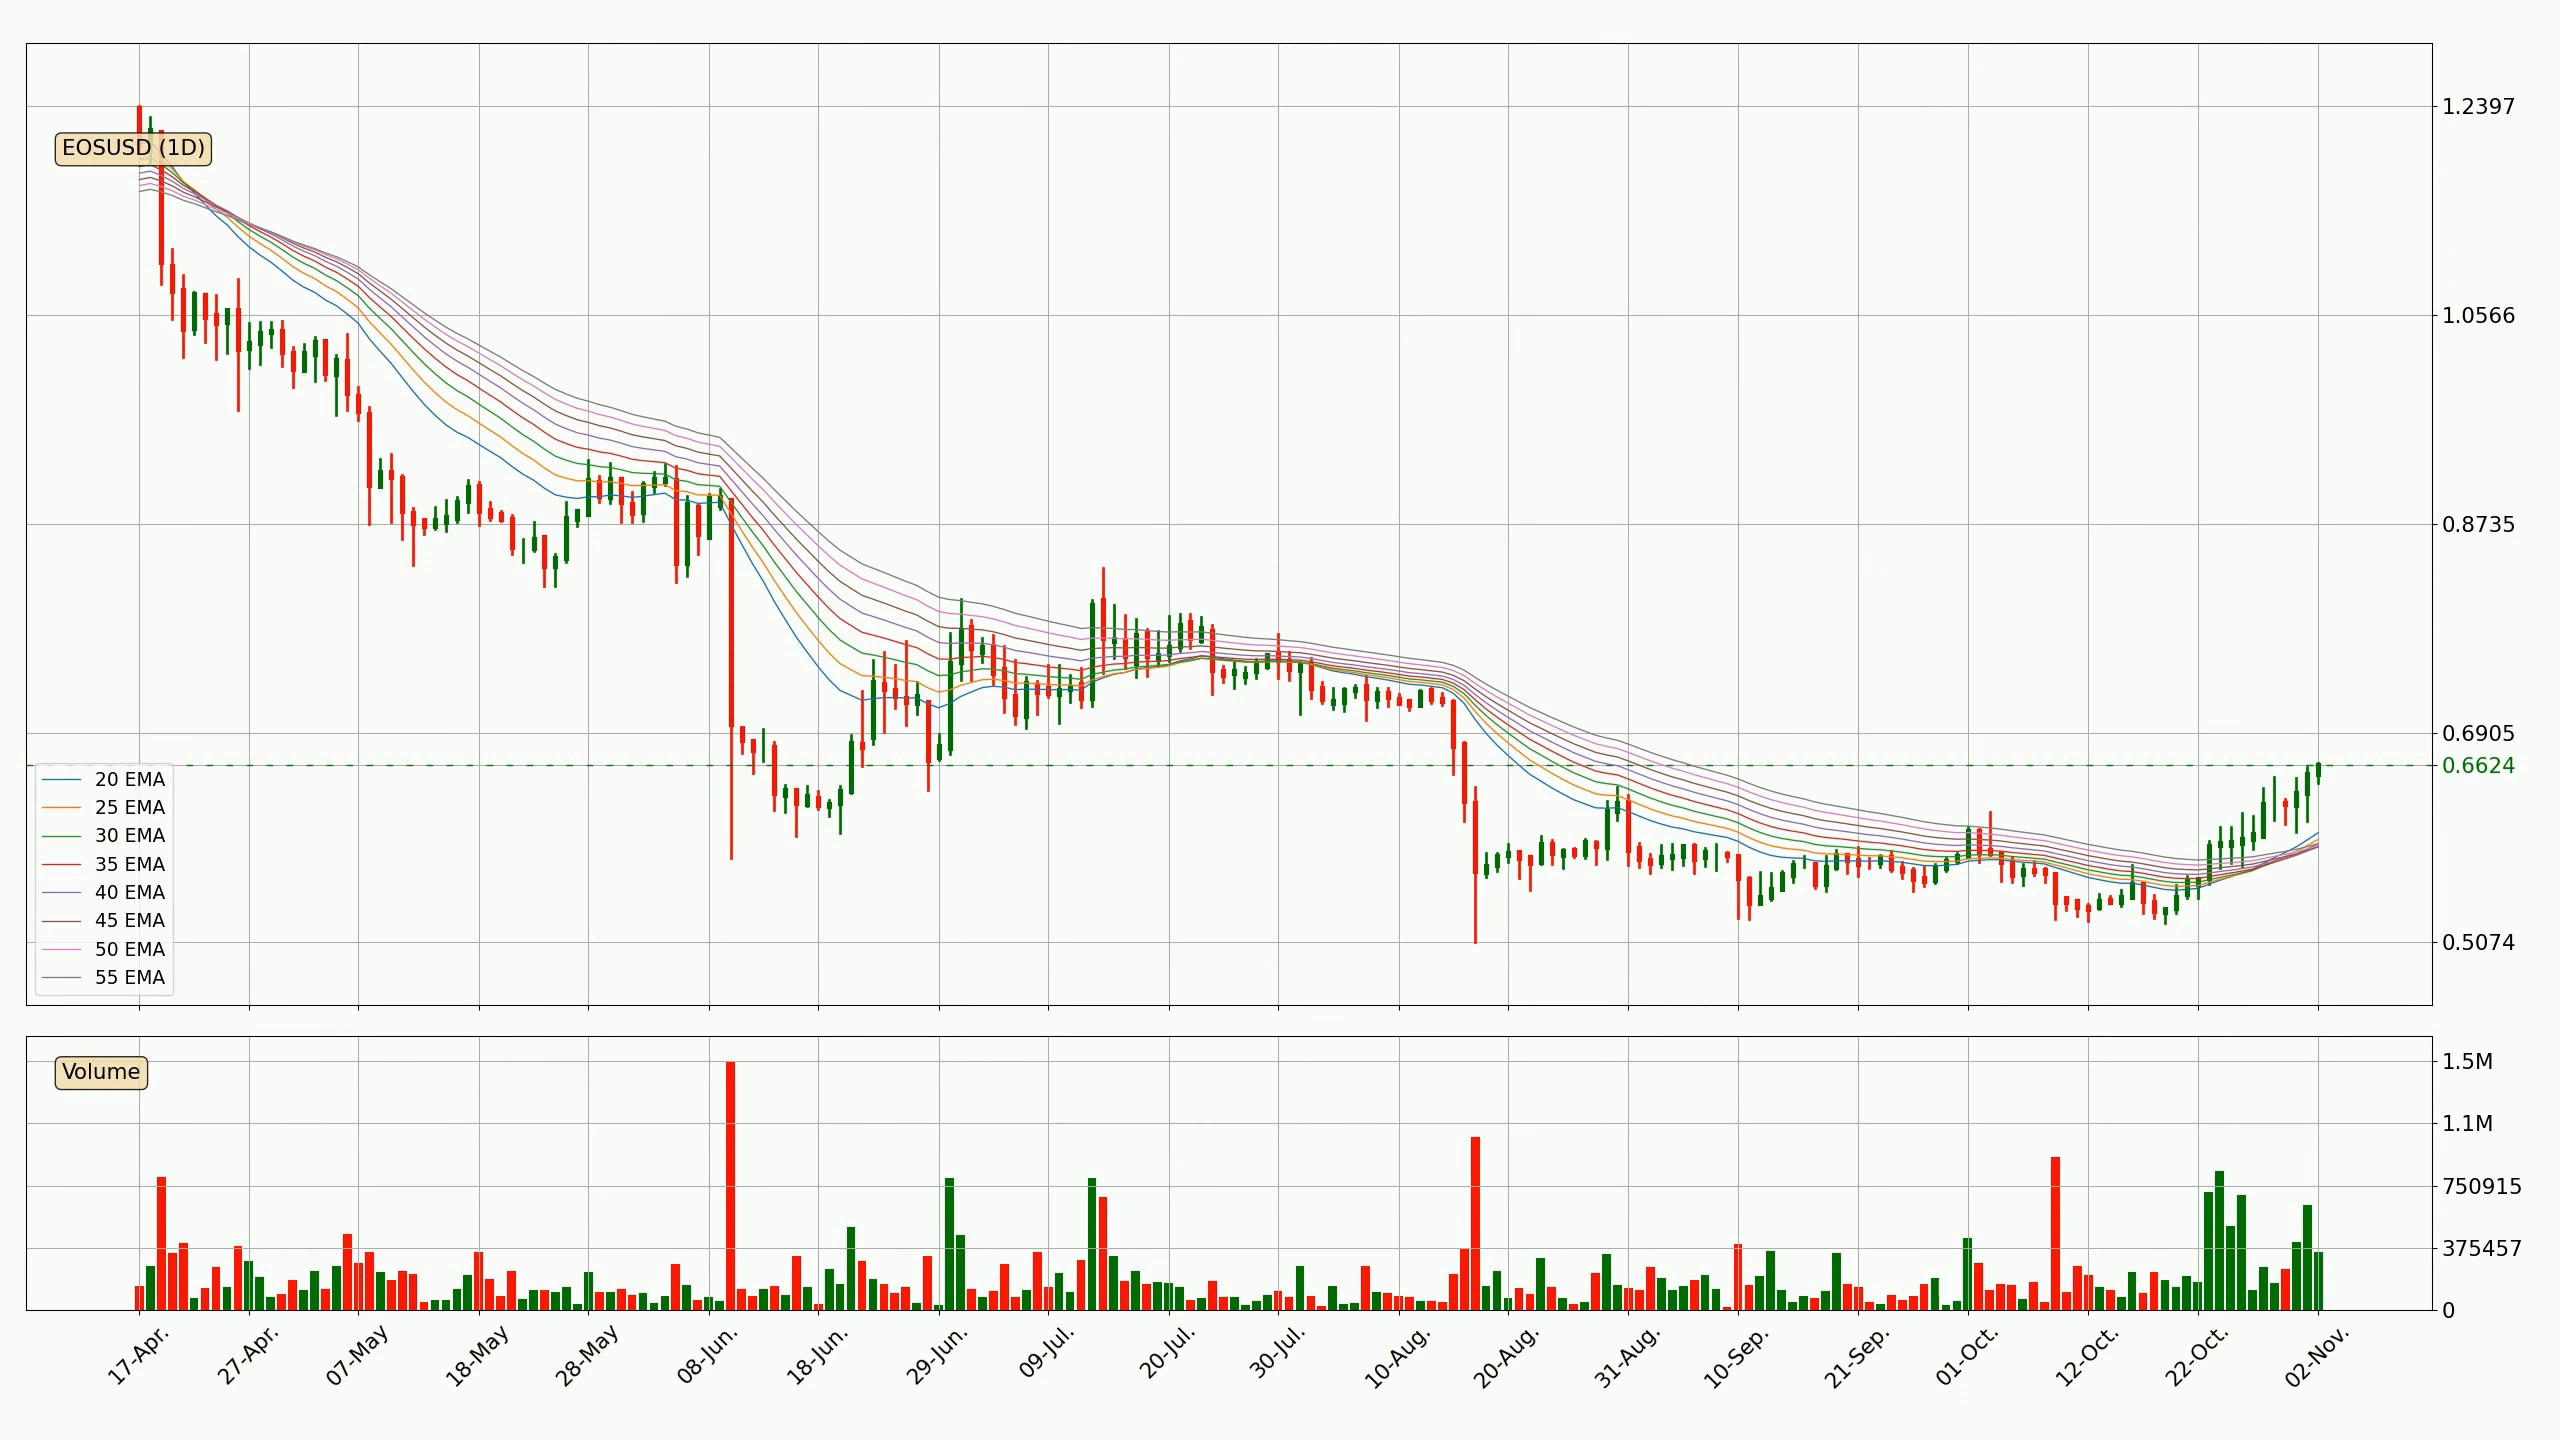 EOSUSD (1D)
1.2397
1.0566
0.8735
0.6905
0.6624
0.5074
20 EMA
25 EMA
30 EMA
35 EMA
40 EMA
45 EMA
50 EMA
55 EMA
Volume
1.5M
1.1M
750915
375457
0
17-Apr.
27-Apr.
07-May
18-May
28-May
08-Jun.
18-Jun.
29-Jun.
09-Jul.
20-Jul.
30-Jul.
10-Aug.
20-Aug.
31-Aug.
10-Sep.
21-Sep.
01-Oct.
12-Oct.
22-Oct.
02-Nov.